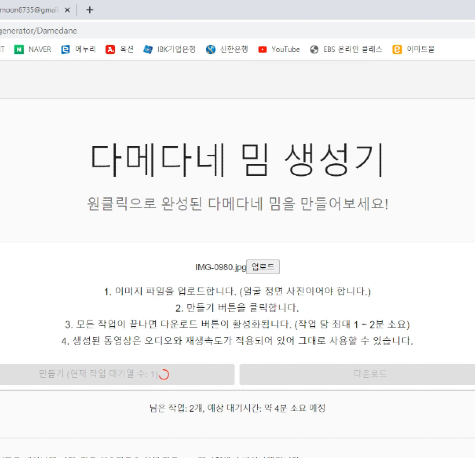 moon8735@gmail
generator/Damedane
T NAVER 에누리 옥션 IBK기업은행 신한은행 YouTube EBS 온라인 클래스 이마트몰
다메다네 밈 생성기
원클릭으로 완성된 다메다네 밈을 만들어보세요!
IMG-0980.jpg 업로드
1. 이미지 파일을 업로드합니다. (얼굴 정면 사진이어야 합니다.)
2. 만들기 버튼을 클릭합니다.
3. 모든 작업이 끝나면 다운로드 버튼이 활성화됩니다. (작업 당 최대 1 ~ 2분 소요)
4. 생성된 동영상은 오디오와 재생속도가 적용되어 있어 그대로 사용할 수 있습니다.
만들기 (현재 작업 대기열 수: 1) 다운로드
남은 작업: 2개, 예상 대기시간: 약 4분 소요 예정